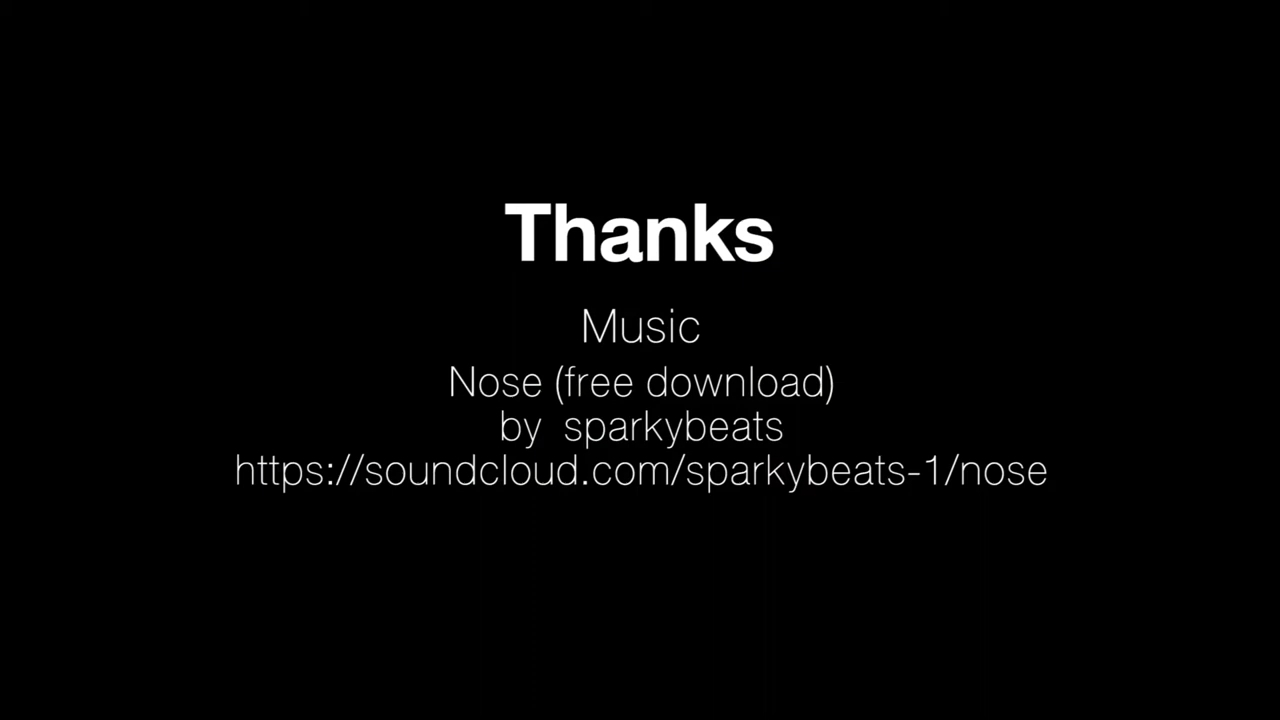 Thanks
Music
Nose (free download)
by sparkybeats
https://soundcloud.com/sparkybeats-1/nose